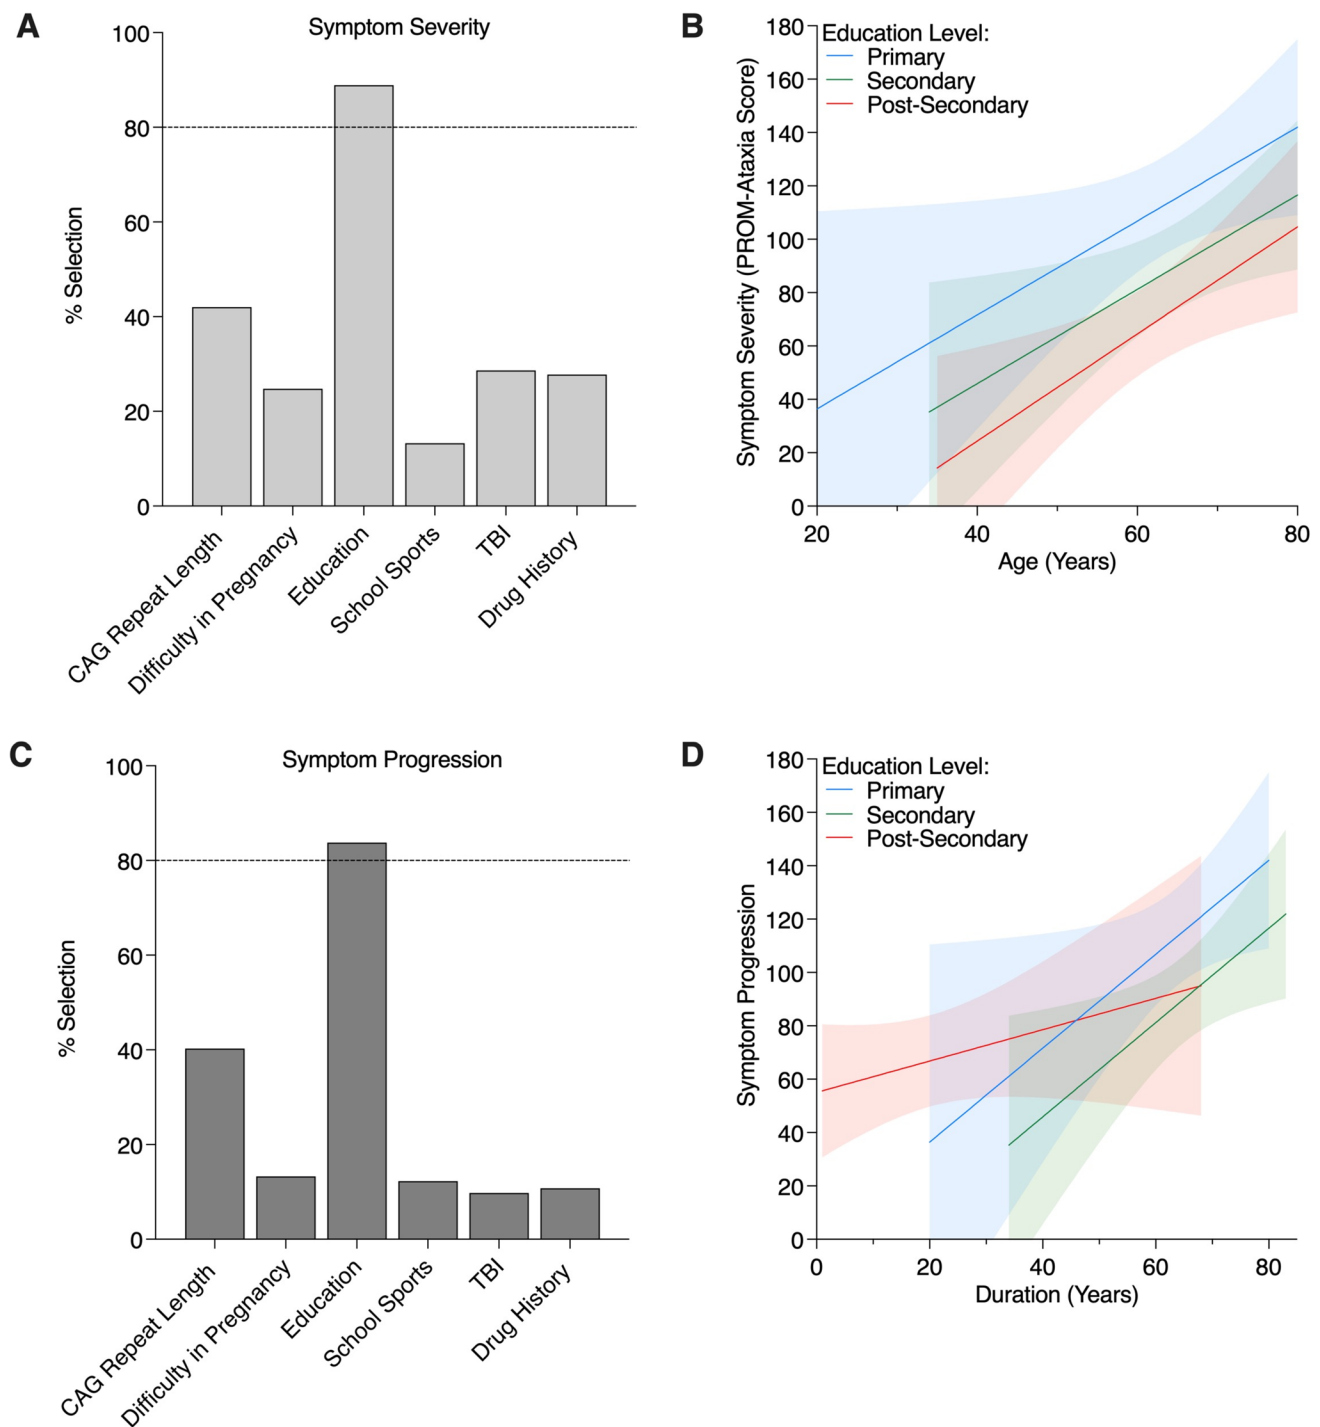 A
Symptom Severity
% Selection
100
80
60
40
20
0
CAG Repeat Length
Difficulty in Pregnancy
Education
School Sports
TBI
Drug History
B
Education Level:
Primary
Secondary
Post-Secondary
Symptom Severity (PROM-Ataxia Score)
180
160
140
120
100
80
60
40
20
0
20
40
60
80
Age (Years)
C
Symptom Progression
% Selection
100
80
60
40
20
0
CAG Repeat Length
Difficulty in Pregnancy
Education
School Sports
TBI
Drug History
D
Education Level:
Primary
Secondary
Post-Secondary
Symptom Progression
180
160
140
120
100
80
60
40
20
0
0
20
40
60
80
Duration (Years)